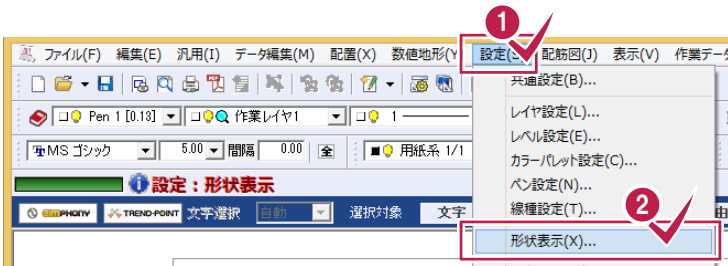 1
ファイル(F) 編集(E) 汎用(I) データ編集(M) 配置(X) 数値地形(Y 設定(S 配筋図(J) 表示(V) 作業データ
共通設定(B)...
Pen 1 [0.13] 作業レイヤ1 1
レイヤ設定(L)...
レベル設定(E)...
MS ゴシック 5.00 間隔 0.00 全 用紙系 1/1
カラーパレット設定(C)...
設定：形状表示
ペン設定(N)...
TREND-POINT 文字選択 自動 選択対象 文字
線種設定(T)...
2
由
形状表示(X)...